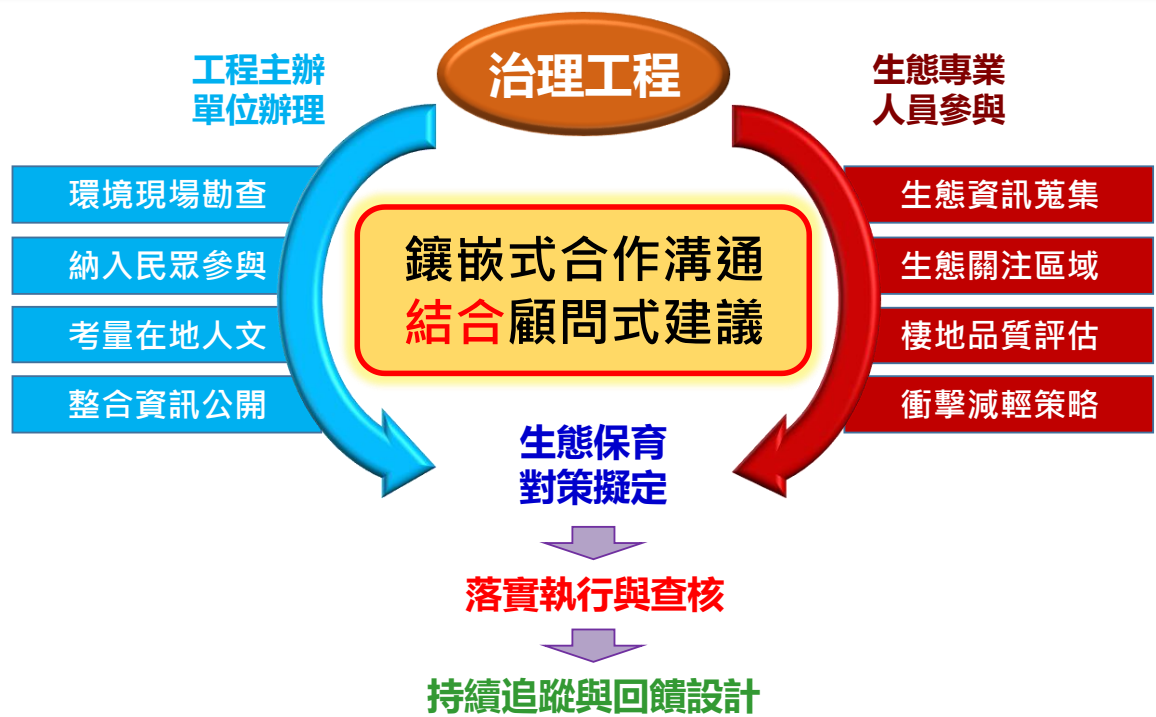 治理工程
工程主辦
單位辦理
環境現場勘查
納入民眾參與
考量在地人文
整合資訊公開
生態專業
人員參與
生態資訊蒐集
生態關注區域
棲地品質評估
衝擊減輕策略
鑲嵌式合作溝通
結合顧問式建議
生態保育
對策擬定
落實執行與查核
持續追蹤與回饋設計